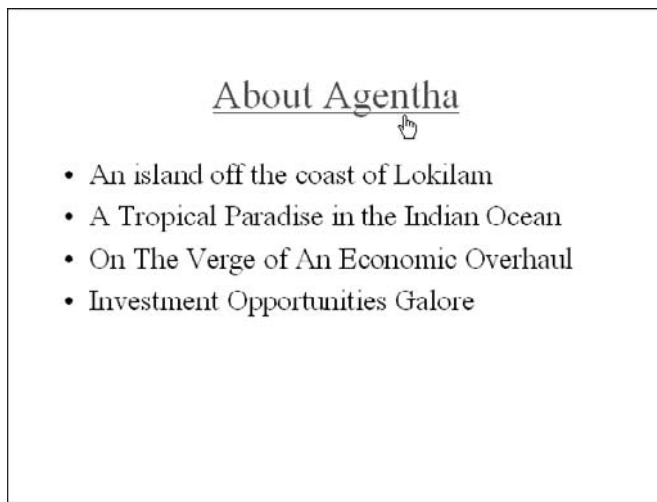 About Agentha
• An island off the coast of Lokilam
• A Tropical Paradise in the Indian Ocean
• On The Verge of An Economic Overhaul
• Investment Opportunities Galore